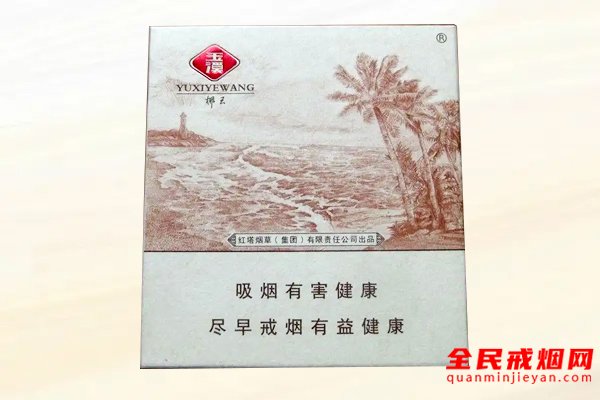 玉溪
YUXIYEWANG
椰王
®
红塔烟草（集团）有限责任公司出品
吸烟有害健康
尽早戒烟有益健康
全民戒烟网
quanminjieyan.com